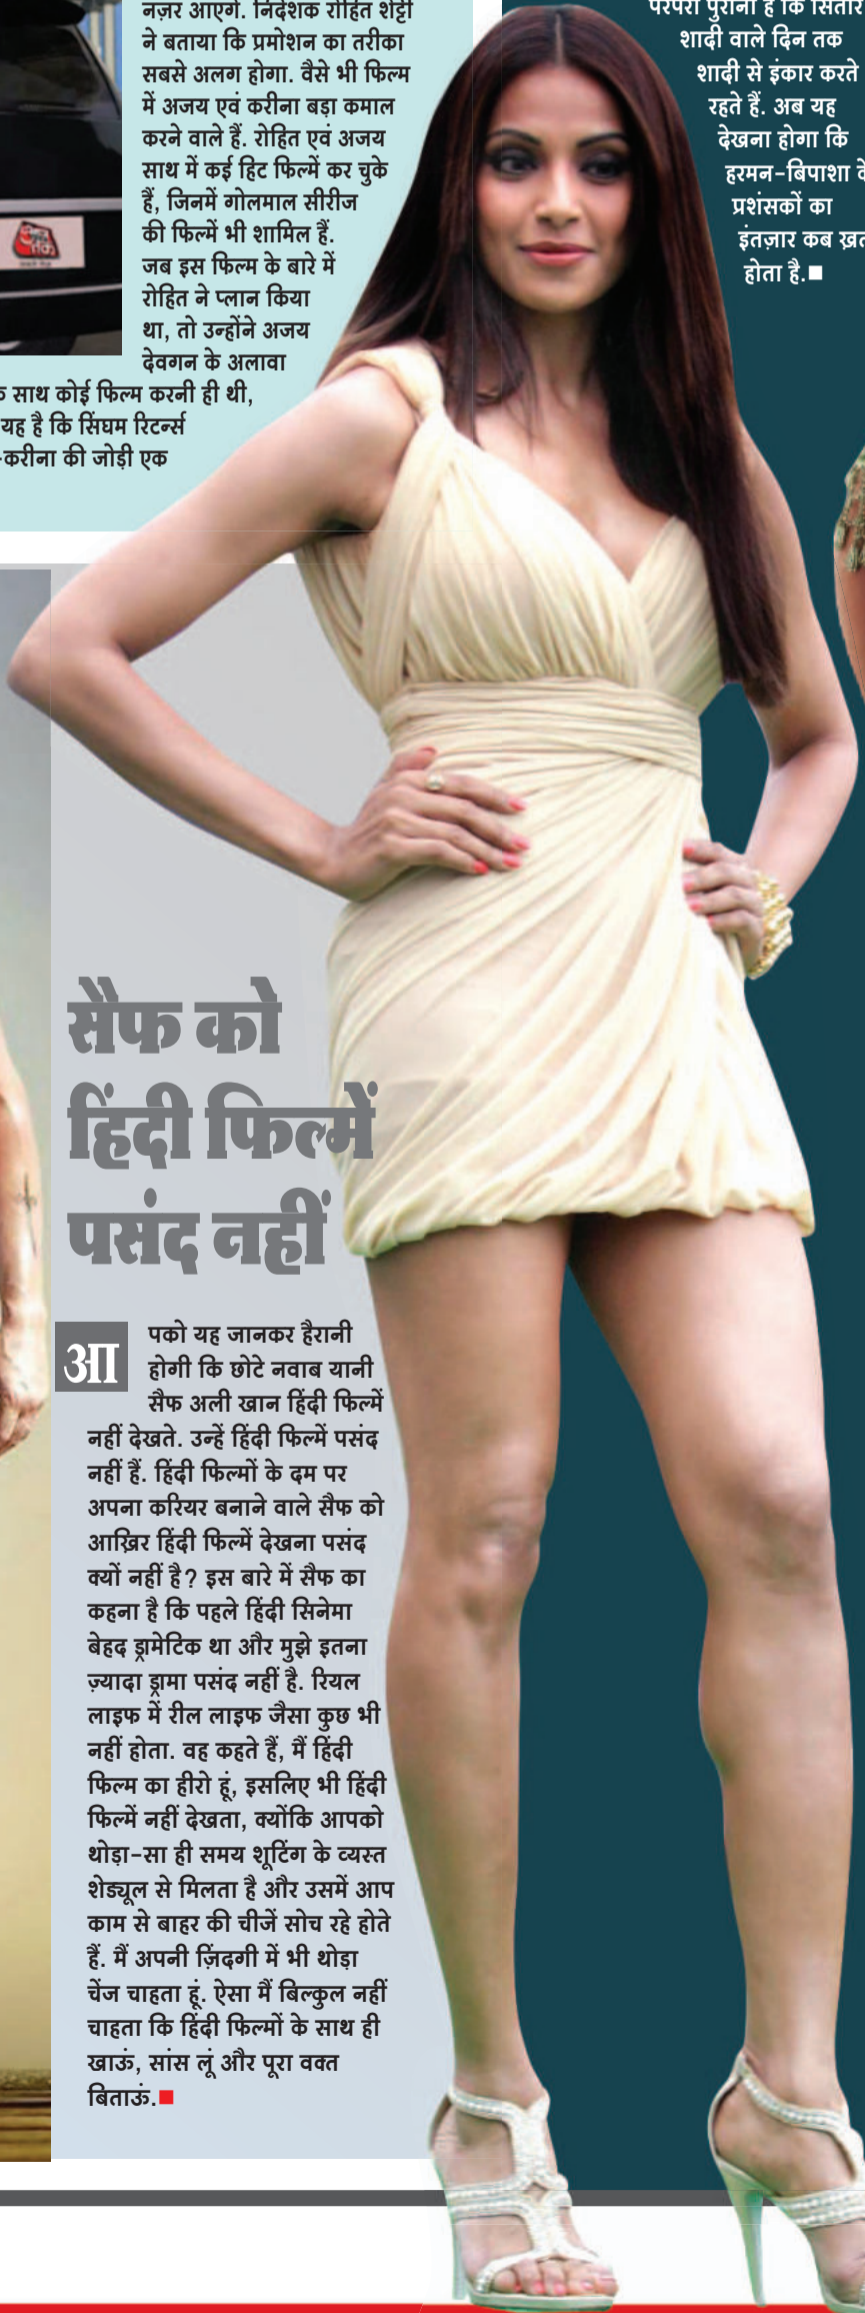 नज़र आएंगे. निर्देशक रोहित शेट्टी
ने बताया कि प्रमोशन का तरीका
सबसे अलग होगा. वैसे भी फिल्म
में अजय एवं करीना बड़ा कमाल
करने वाले हैं. रोहित एवं अजय
साथ में कई हिट फिल्में कर चुके
हैं, जिनमें गोलमाल सीरीज
की फिल्में भी शामिल हैं.
जब इस फिल्म के बारे में
रोहित ने प्लान किया
था, तो उन्होंने अजय
देवगन के अलावा
साथ कोई फिल्म करनी ही थी,
यह है कि सिंघम रिटर्न्स
-करीना की जोड़ी एक
परंपरा पुरानी है कि सितारे
शादी वाले दिन तक
शादी से इंकार करते
रहते हैं. अब यह
देखना होगा कि
हरमन-बिपाशा के
प्रशंसकों का
इंतज़ार कब
होता है.
सैफ को
हिंदी फिल्में
पसंद नहीं
आपको यह जानकर हैरानी
होगी कि छोटे नवाब यानी
सैफ अली खान हिंदी फिल्में
नहीं देखते. उन्हें हिंदी फिल्में पसंद
नहीं हैं. हिंदी फिल्मों के दम पर
अपना करियर बनाने वाले सैफ को
आख़िर हिंदी फिल्में देखना पसंद
क्यों नहीं है? इस बारे में सैफ का
कहना है कि पहले हिंदी सिनेमा
बेहद ड्रामेटिक था और मुझे इतना
ज़्यादा ड्रामा पसंद नहीं है. रियल
लाइफ में रील लाइफ जैसा कुछ भी
नहीं होता. वह कहते हैं, मैं हिंदी
फिल्म का हीरो हूं, इसलिए भी हिंदी
फिल्में नहीं देखता, क्योंकि आपको
थोड़ा-सा ही समय शूटिंग के व्यस्त
शेड्यूल से मिलता है और उसमें आप
काम से बाहर की चीजें सोच रहे होते
हैं. मैं अपनी ज़िंदगी में भी थोड़ा
चेंज चाहता हूं. ऐसा मैं बिल्कुल नहीं
चाहता कि हिंदी फिल्मों के साथ ही
खाऊं, सांस लूं और पूरा वक्त
बिताऊं.